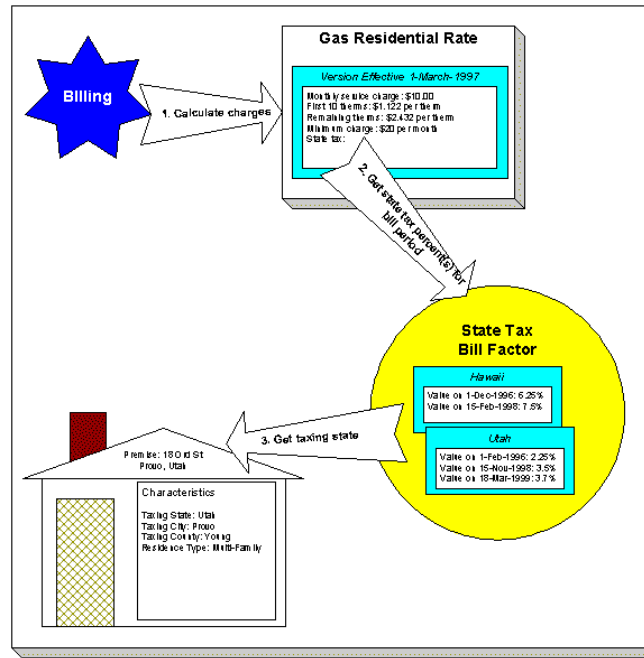 Billing
1. Calculate charges
Gas Residential Rate
Version Effective 1-March-1997
Monthly service charge: $10.00
First 10 therms: $1.122 per therm
Remaining therms: $2.432 per therm
Minimum charge: $20 per month
State tax:
2. Get state tax percent(s) for
bill period
State Tax
Bill Factor
Hawaii
Value on 1-Dec-1996: 6.25%
Value on 15-Feb-1998: 7.5%
Utah
Value on 1-Feb-1996: 2.25%
Value on 15-Nov-1998: 3.5%
Value on 18-Mar-1999: 3.7%
3. Get taxing state
Premise: 18 Ord St
Provo, Utah
Characteristics
Taxing State: Utah
Taxing City: Provo
Taxing County: Young
Residence Type: Multi-Family